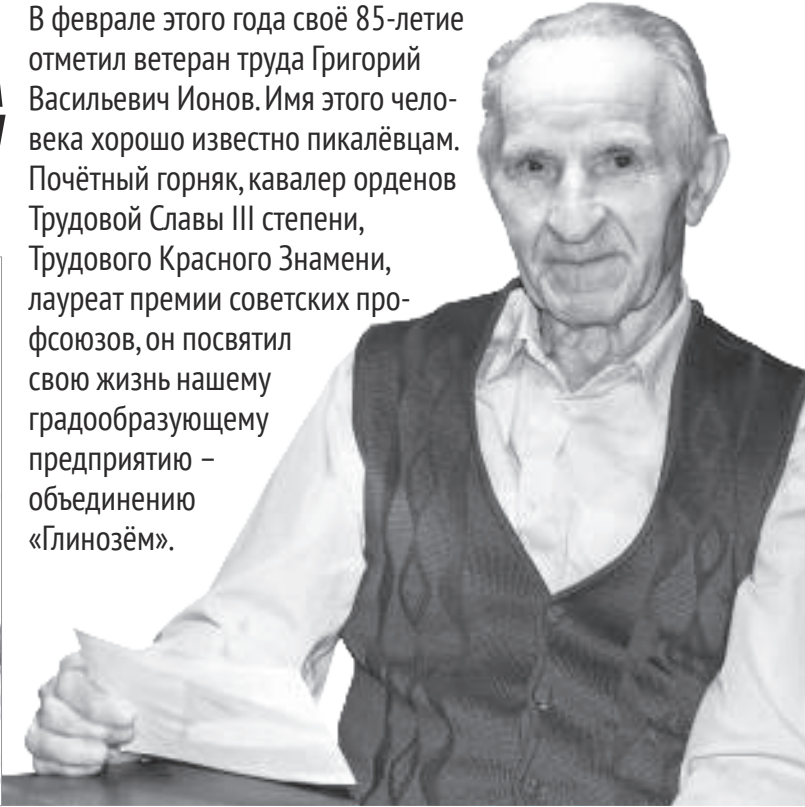 В феврале этого года своё 85-летие
отметил ветеран труда Григорий
Васильевич Ионов. Имя этого чело-
века хорошо известно пикалёвцам.
Почётный горняк, кавалер орденов
Трудовой Славы III степени,
Трудового Красного Знамени,
лауреат премии советских про-
фсоюзов, он посвятил
свою жизнь нашему
градообразующему
предприятию –
объединению
«Глинозём».